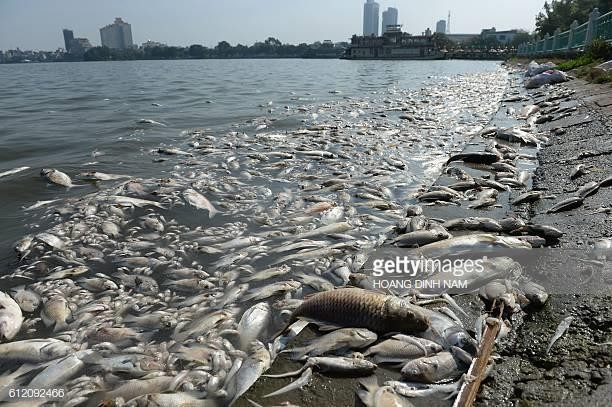 gettyimages
HOANG DINH NAM
612092466